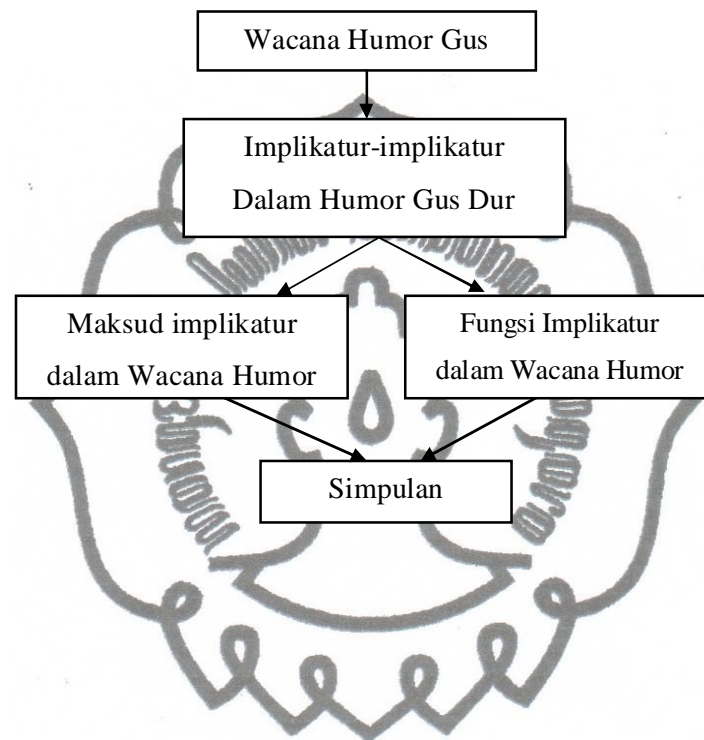 Wacana Humor Gus
Implikatur-implikatur
Dalam Humor Gus Dur
Maksud implikatur
dalam Wacana Humor
Fungsi Implikatur
dalam Wacana Humor
Simpulan